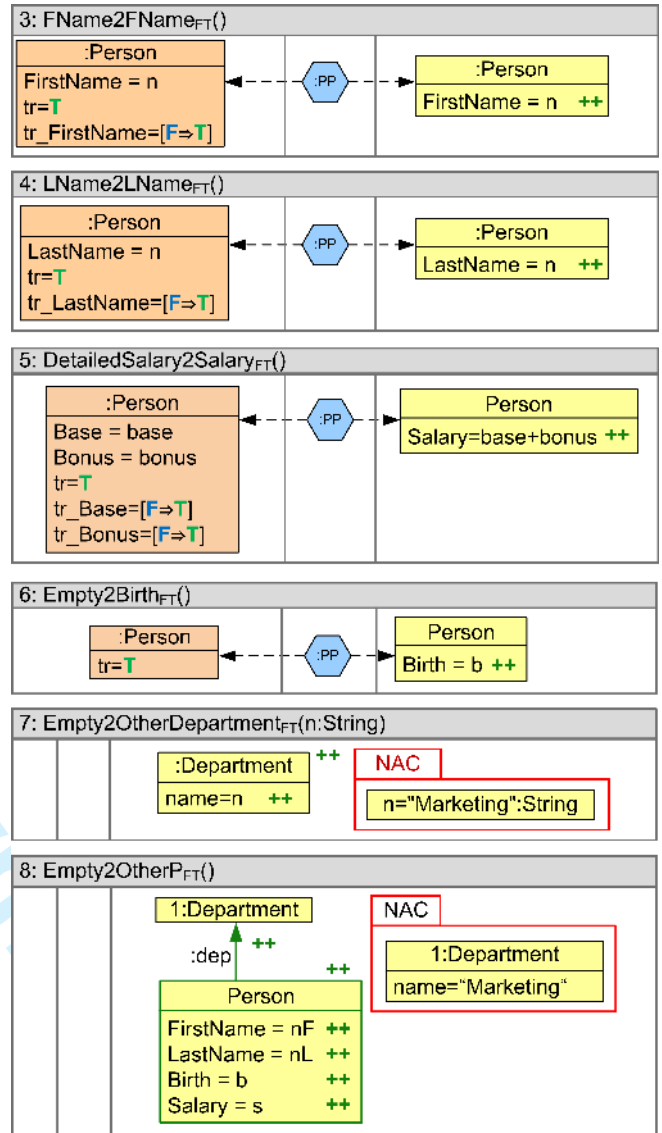 3: FName2FNameFT()
:Person
FirstName = n
tr=T
tr_FirstName=[F⇒T]
:PP
:Person
FirstName = n ++
4: LName2LNameFT()
:Person
LastName = n
tr=T
tr_LastName=[F⇒T]
:PP
:Person
LastName = n ++
5: DetailedSalary2SalaryFT()
:Person
Base = base
Bonus = bonus
tr=T
tr_Base=[F⇒T]
tr_Bonus=[F⇒T]
:PP
Person
Salary=base+bonus ++
6: Empty2BirthFT()
:Person
tr=T
:PP
Person
Birth = b ++
7: Empty2OtherDepartmentFT(n:String)
:Department ++
name=n ++
NAC
n="Marketing":String
8: Empty2OtherPFT()
1:Department
:dep ++
++
Person
FirstName = nF ++
LastName = nL ++
Birth = b ++
Salary = s ++
NAC
1:Department
name="Marketing“